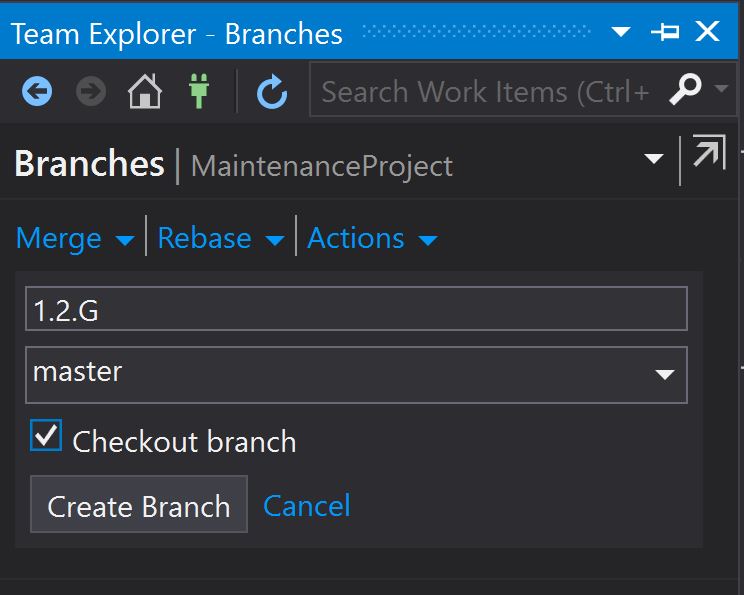 Team Explorer - Branches
Search Work Items (Ctrl+
Branches | MaintenanceProject
Merge Rebase Actions
1.2.G
master
Checkout branch
Create Branch Cancel